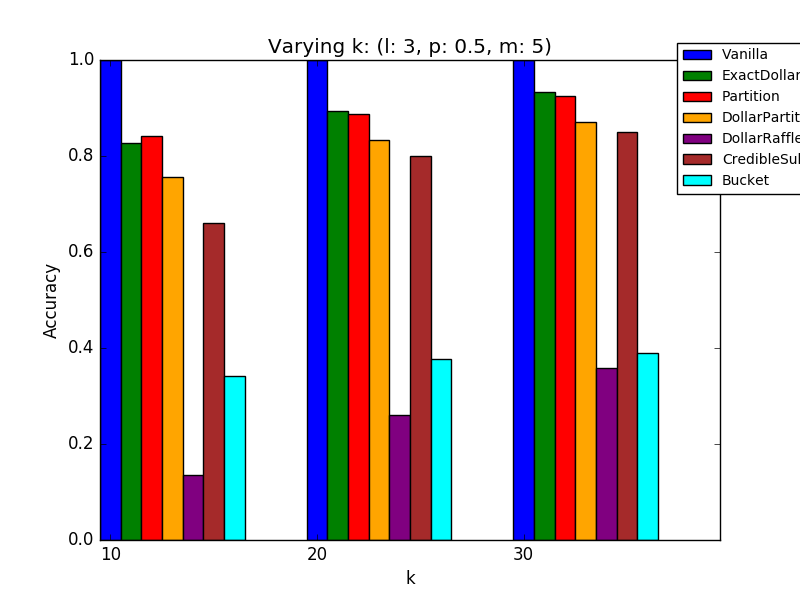 Varying k: (l: 3, p: 0.5, m: 5)
1.0
0.8
0.6
0.4
0.2
0.0
Accuracy
10 20 30
k
Vanilla
ExactDollar
Partition
DollarPartit
DollarRaffle
CredibleSu
Bucket